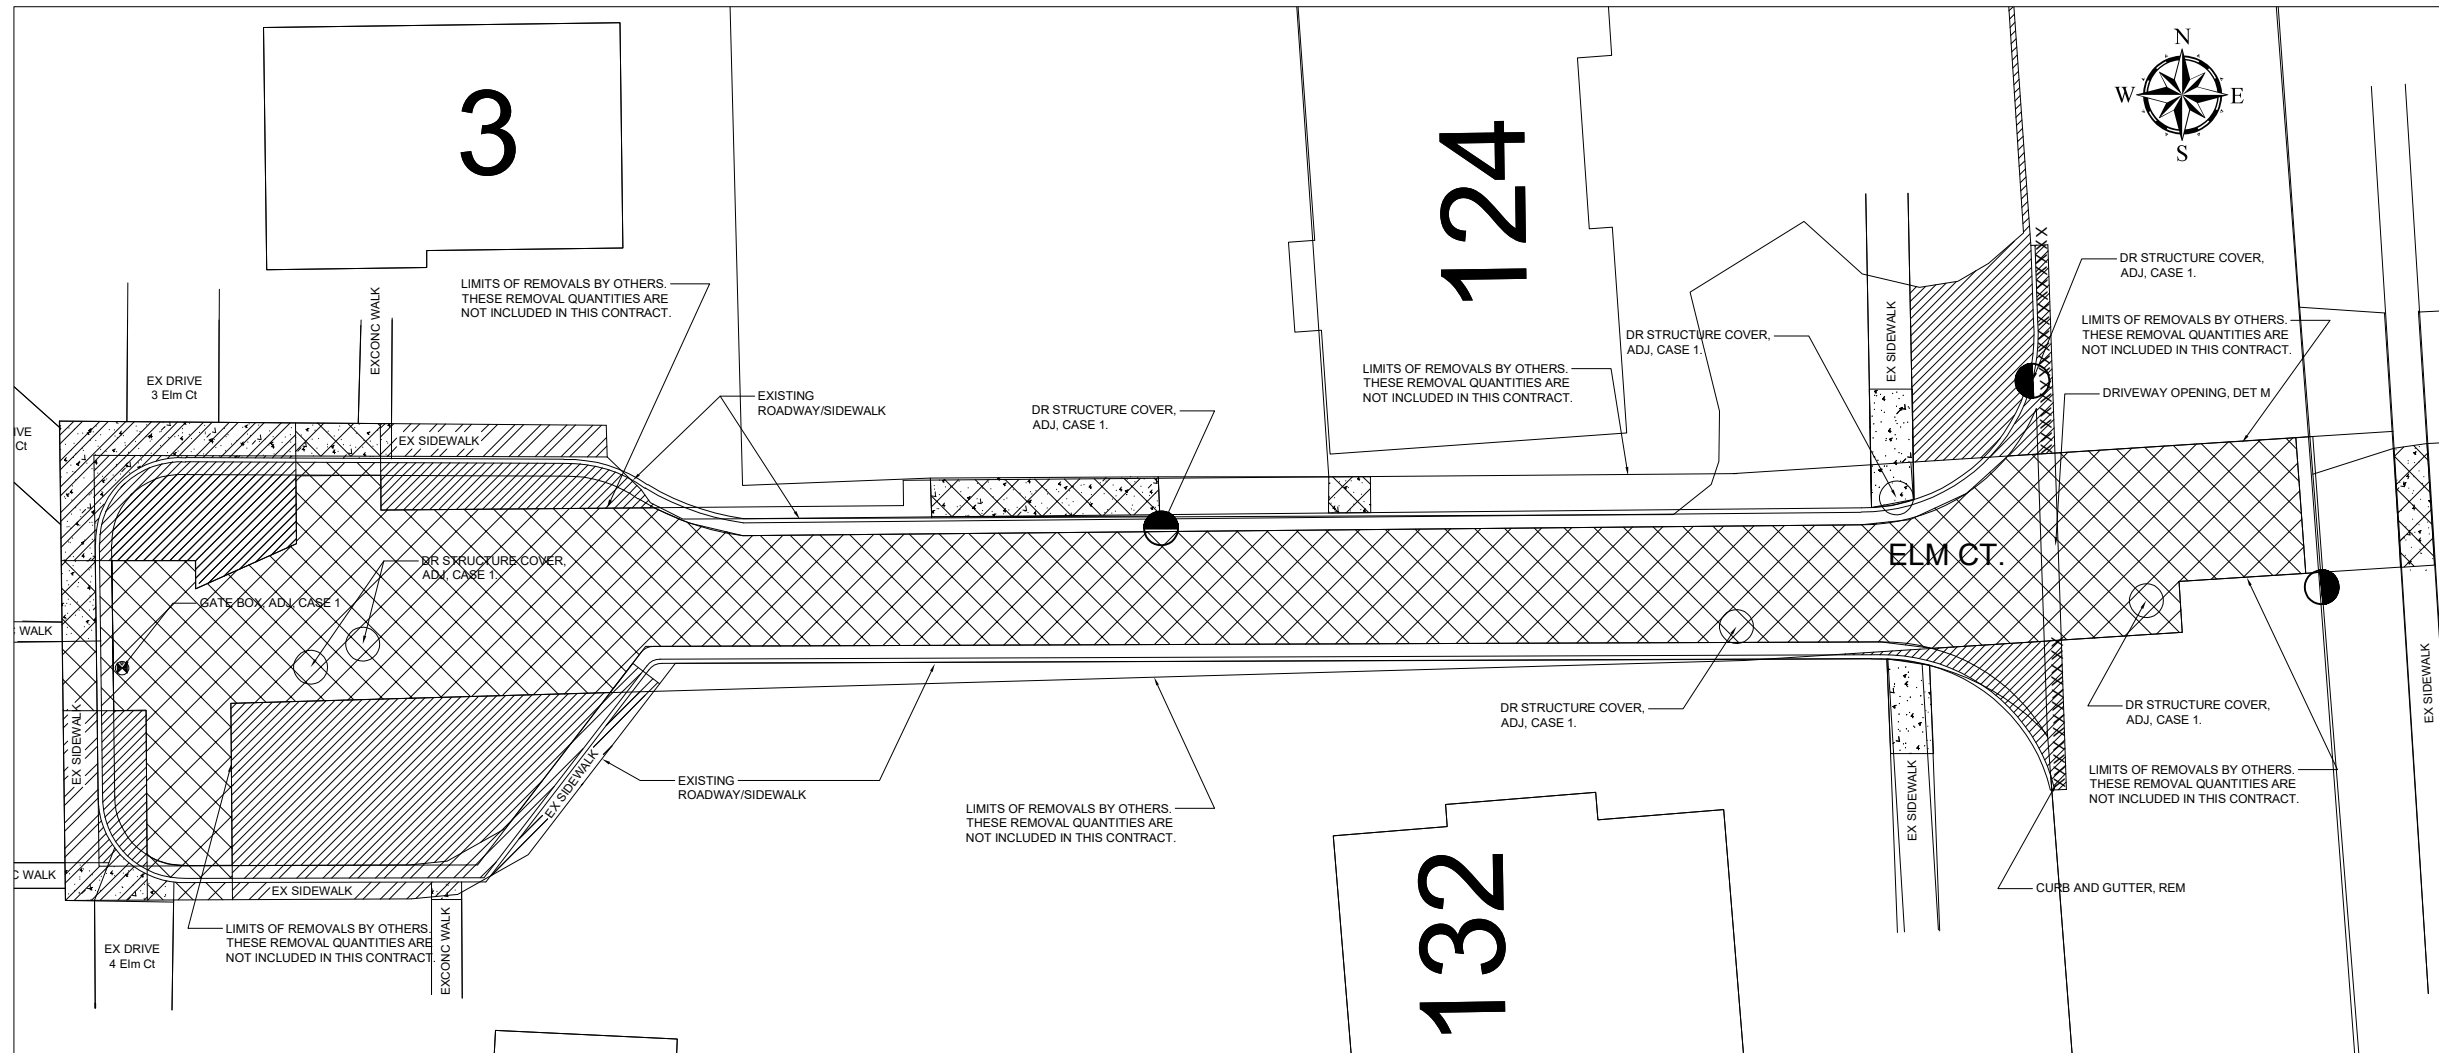 3
124
N
W
E
S
DR STRUCTURE COVER,
ADJ, CASE 1.
LIMITS OF REMOVALS BY OTHERS.
THESE REMOVAL QUANTITIES ARE
NOT INCLUDED IN THIS CONTRACT.
EXCONC WALK
LIMITS OF REMOVALS BY OTHERS.
THESE REMOVAL QUANTITIES ARE
NOT INCLUDED IN THIS CONTRACT.
DR STRUCTURE COVER,
ADJ, CASE 1.
EX SIDEWALK
LIMITS OF REMOVALS BY OTHERS.
THESE REMOVAL QUANTITIES ARE
NOT INCLUDED IN THIS CONTRACT.
EX DRIVE
3 Elm Ct
EXISTING
ROADWAY/SIDEWALK
DR STRUCTURE COVER,
ADJ, CASE 1.
DRIVEWAY OPENING, DET M
IVE
Ct
EX SIDEWALK
DR STRUCTURE COVER,
ADJ, CASE 1.
ELM CT.
GATE BOX, ADJ, CASE 1
WALK
EX SIDEWALK
EX SIDEWALK
EX SIDEWALK
EXISTING
ROADWAY/SIDEWALK
DR STRUCTURE COVER,
ADJ, CASE 1.
DR STRUCTURE COVER,
ADJ, CASE 1.
LIMITS OF REMOVALS BY OTHERS.
THESE REMOVAL QUANTITIES ARE
NOT INCLUDED IN THIS CONTRACT.
LIMITS OF REMOVALS BY OTHERS.
THESE REMOVAL QUANTITIES ARE
NOT INCLUDED IN THIS CONTRACT.
EX SIDEWALK
C WALK
EX SIDEWALK
CURB AND GUTTER, REM
132
LIMITS OF REMOVALS BY OTHERS.
THESE REMOVAL QUANTITIES ARE
NOT INCLUDED IN THIS CONTRACT.
EXCONC WALK
EX DRIVE
4 Elm Ct